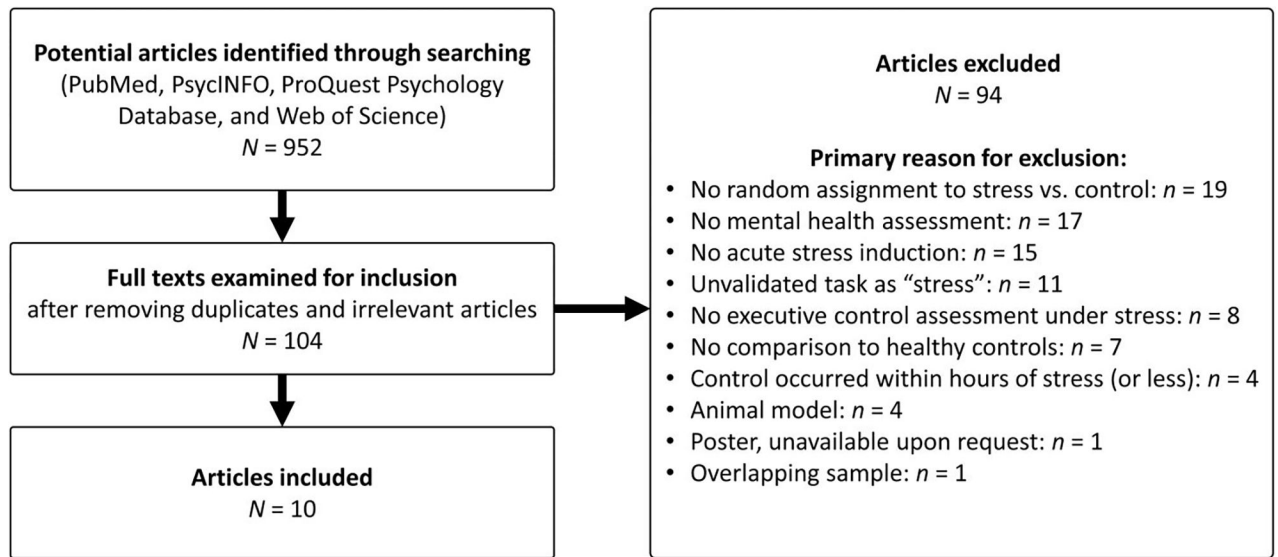 Potential articles identified through searching
(PubMed, PsycINFO, ProQuest Psychology
Database, and Web of Science)
N = 952
Full texts examined for inclusion
after removing duplicates and irrelevant articles
N = 104
Articles included
N = 10
Articles excluded
N = 94
Primary reason for exclusion:
• No random assignment to stress vs. control: n = 19
• No mental health assessment: n = 17
• No acute stress induction: n = 15
• Unvalidated task as “stress”: n = 11
• No executive control assessment under stress: n = 8
• No comparison to healthy controls: n = 7
• Control occurred within hours of stress (or less): n = 4
• Animal model: n = 4
• Poster, unavailable upon request: n = 1
• Overlapping sample: n = 1